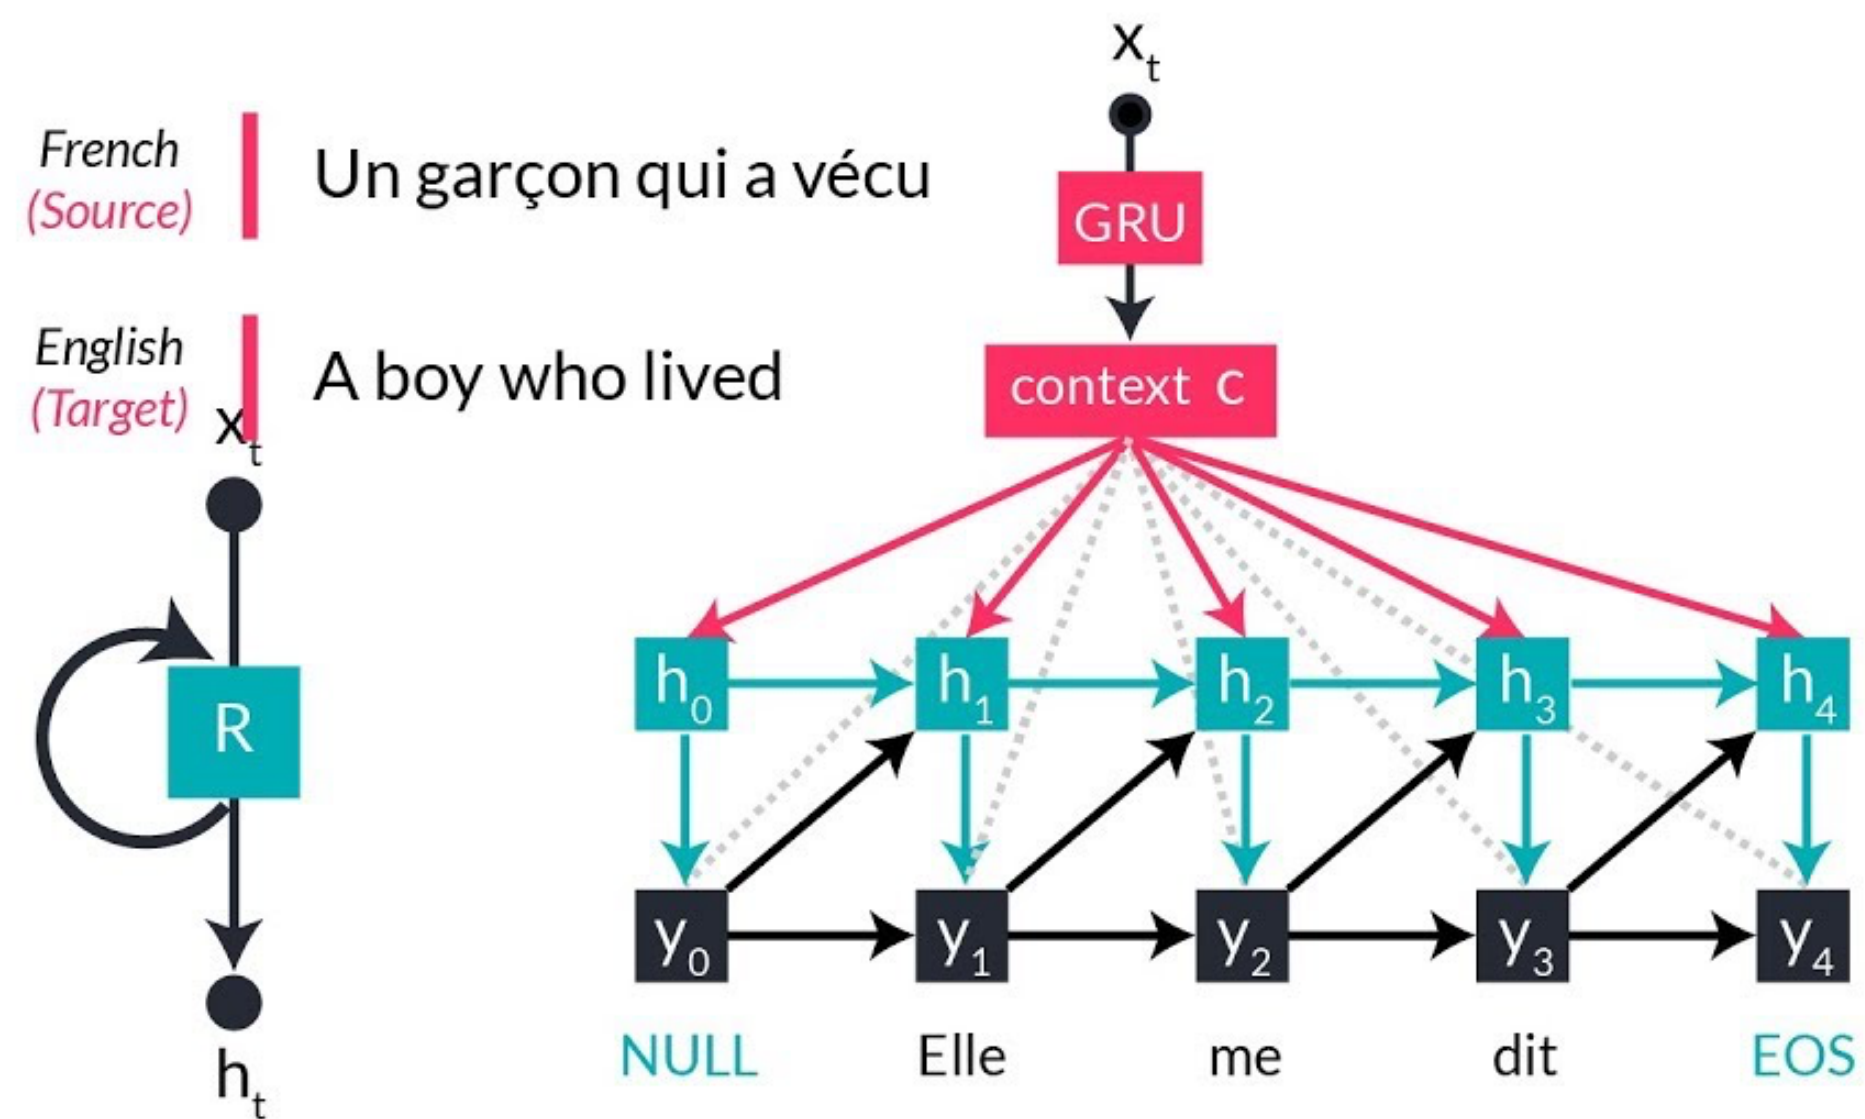 French
(Source)
Un garçon qui a vécu
English
(Target)
A boy who lived
xt
R
ht
xt
GRU
context c
h0 h1 h2 h3 h4
y0 y1 y2 y3 y4
NULL Elle me dit EOS